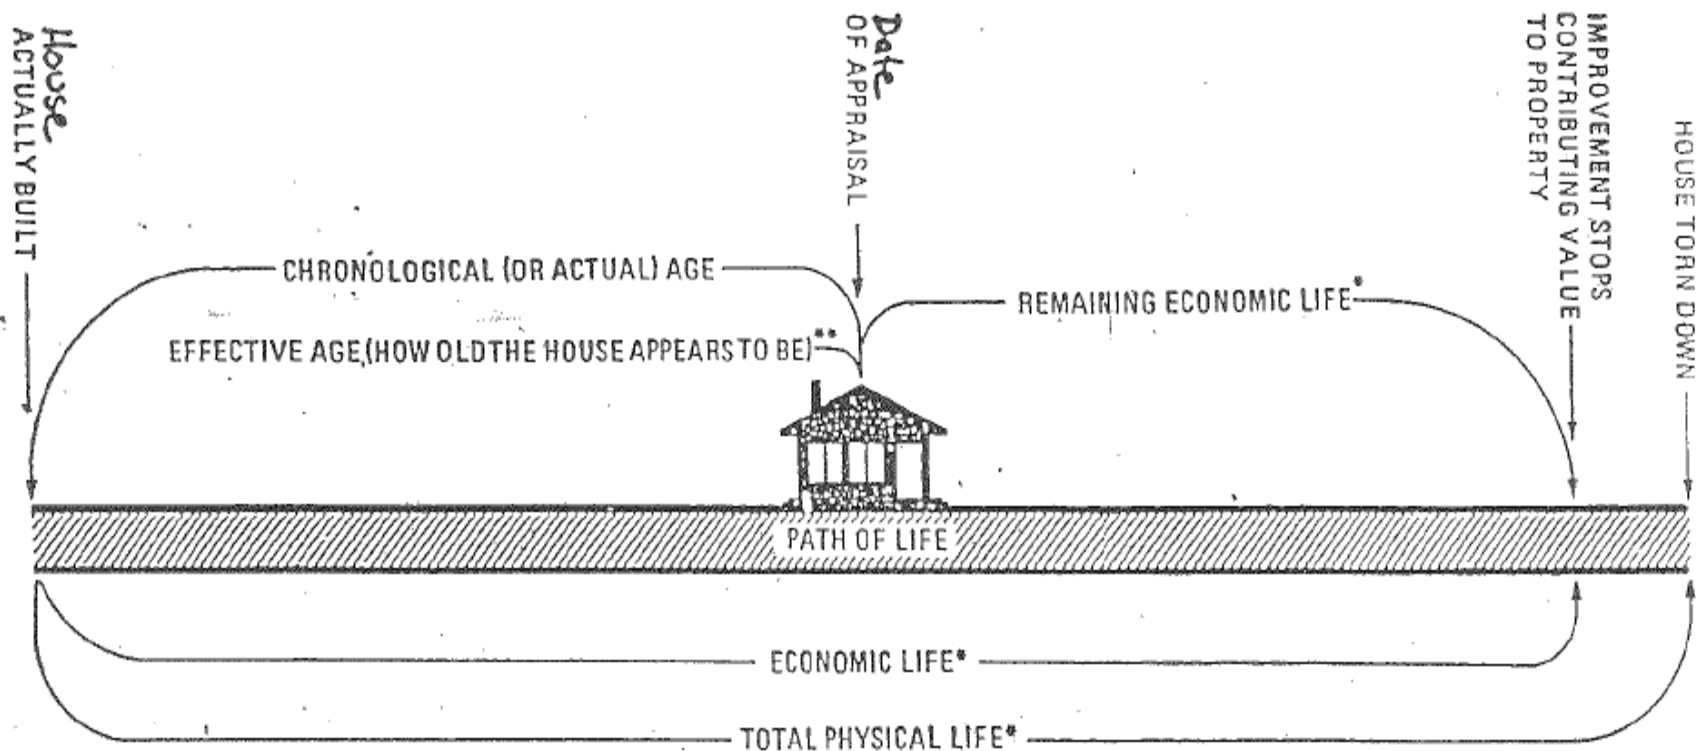 House
ACTUALLY BUILT
Date
OF APPRAISAL
IMPROVEMENT STOPS
CONTRIBUTING VALUE
TO PROPERTY
HOUSE TORN DOWN
CHRONOLOGICAL (OR ACTUAL) AGE
REMAINING ECONOMIC LIFE*
EFFECTIVE AGE,(HOW OLD THE HOUSE APPEARS TO BE)**
PATH OF LIFE
ECONOMIC LIFE*
TOTAL PHYSICAL LIFE*